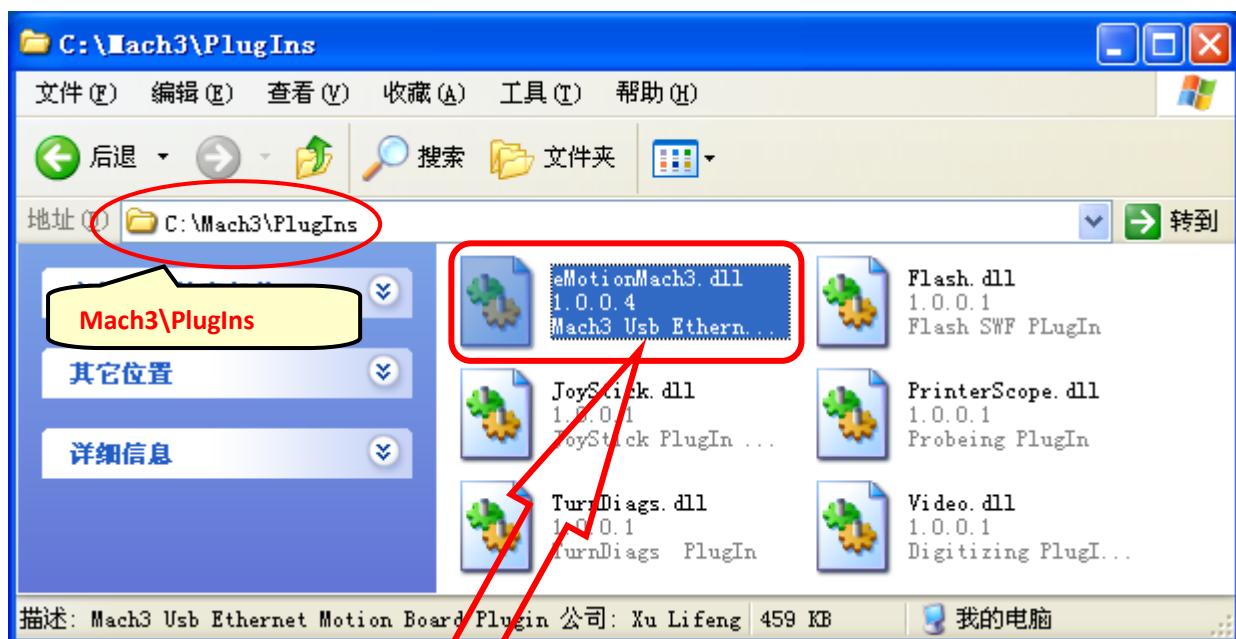 C:\Mach3\PlugIns
文件(F) 编辑(E) 查看(V) 收藏(A) 工具(T) 帮助(H)
后退 搜索 文件夹
地址 C:\Mach3\PlugIns 转到
Mach3\PlugIns
其它位置
详细信息
eMotionMach3.dll
1.0.0.4
Mach3 Usb Ethern...
Flash.dll
1.0.0.1
Flash SWF PLugIn
JoyStick.dll
1.0.0.1
JoyStick PlugIn ...
PrinterScope.dll
1.0.0.1
Probeing PlugIn
TurnDiags.dll
1.0.0.1
TurnDiags PlugIn
Video.dll
1.0.0.1
Digitizing PlugI...
描述: Mach3 Usb Ethernet Motion Board Plugin 公司: Xu Lifeng 459 KB 我的电脑